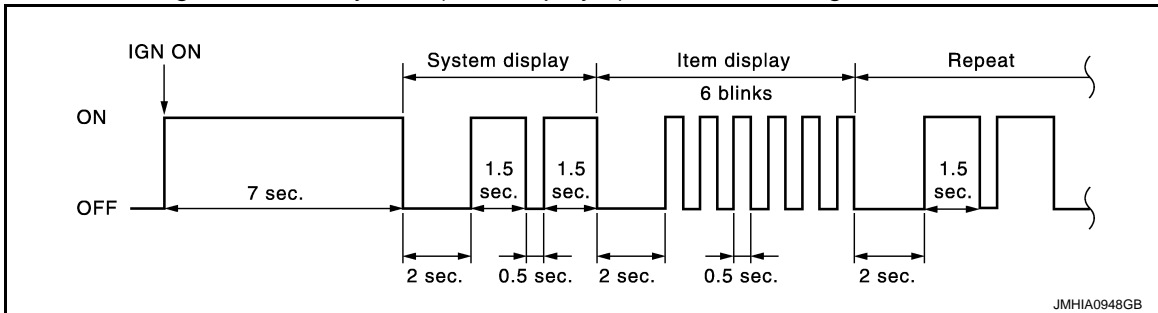 IGN ON
System display
Item display
Repeat
6 blinks
ON
1.5
sec.
1.5
sec.
1.5
sec.
7 sec.
OFF
2 sec.
0.5 sec.
2 sec.
0.5 sec.
2 sec.
JMHIA0948GB